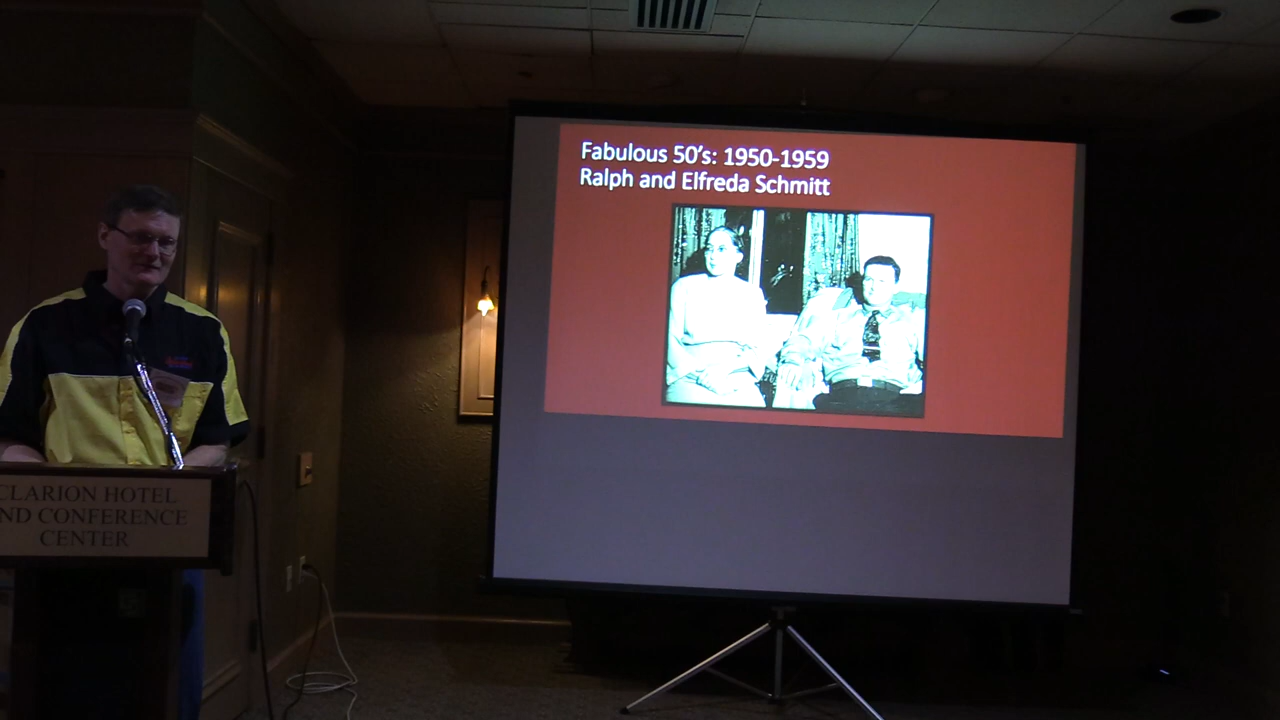 Fabulous 50's: 1950-1959
Ralph and Elfreda Schmitt
CLARION HOTEL
ND CONFERENCE
CENTER